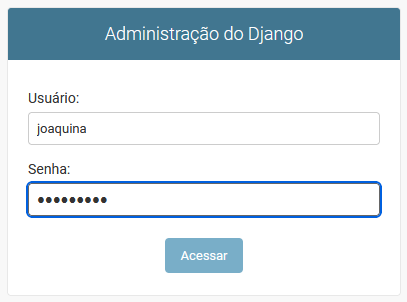 Administração do Django
Usuário:
joaquina
Senha:
•••••••••
Acessar